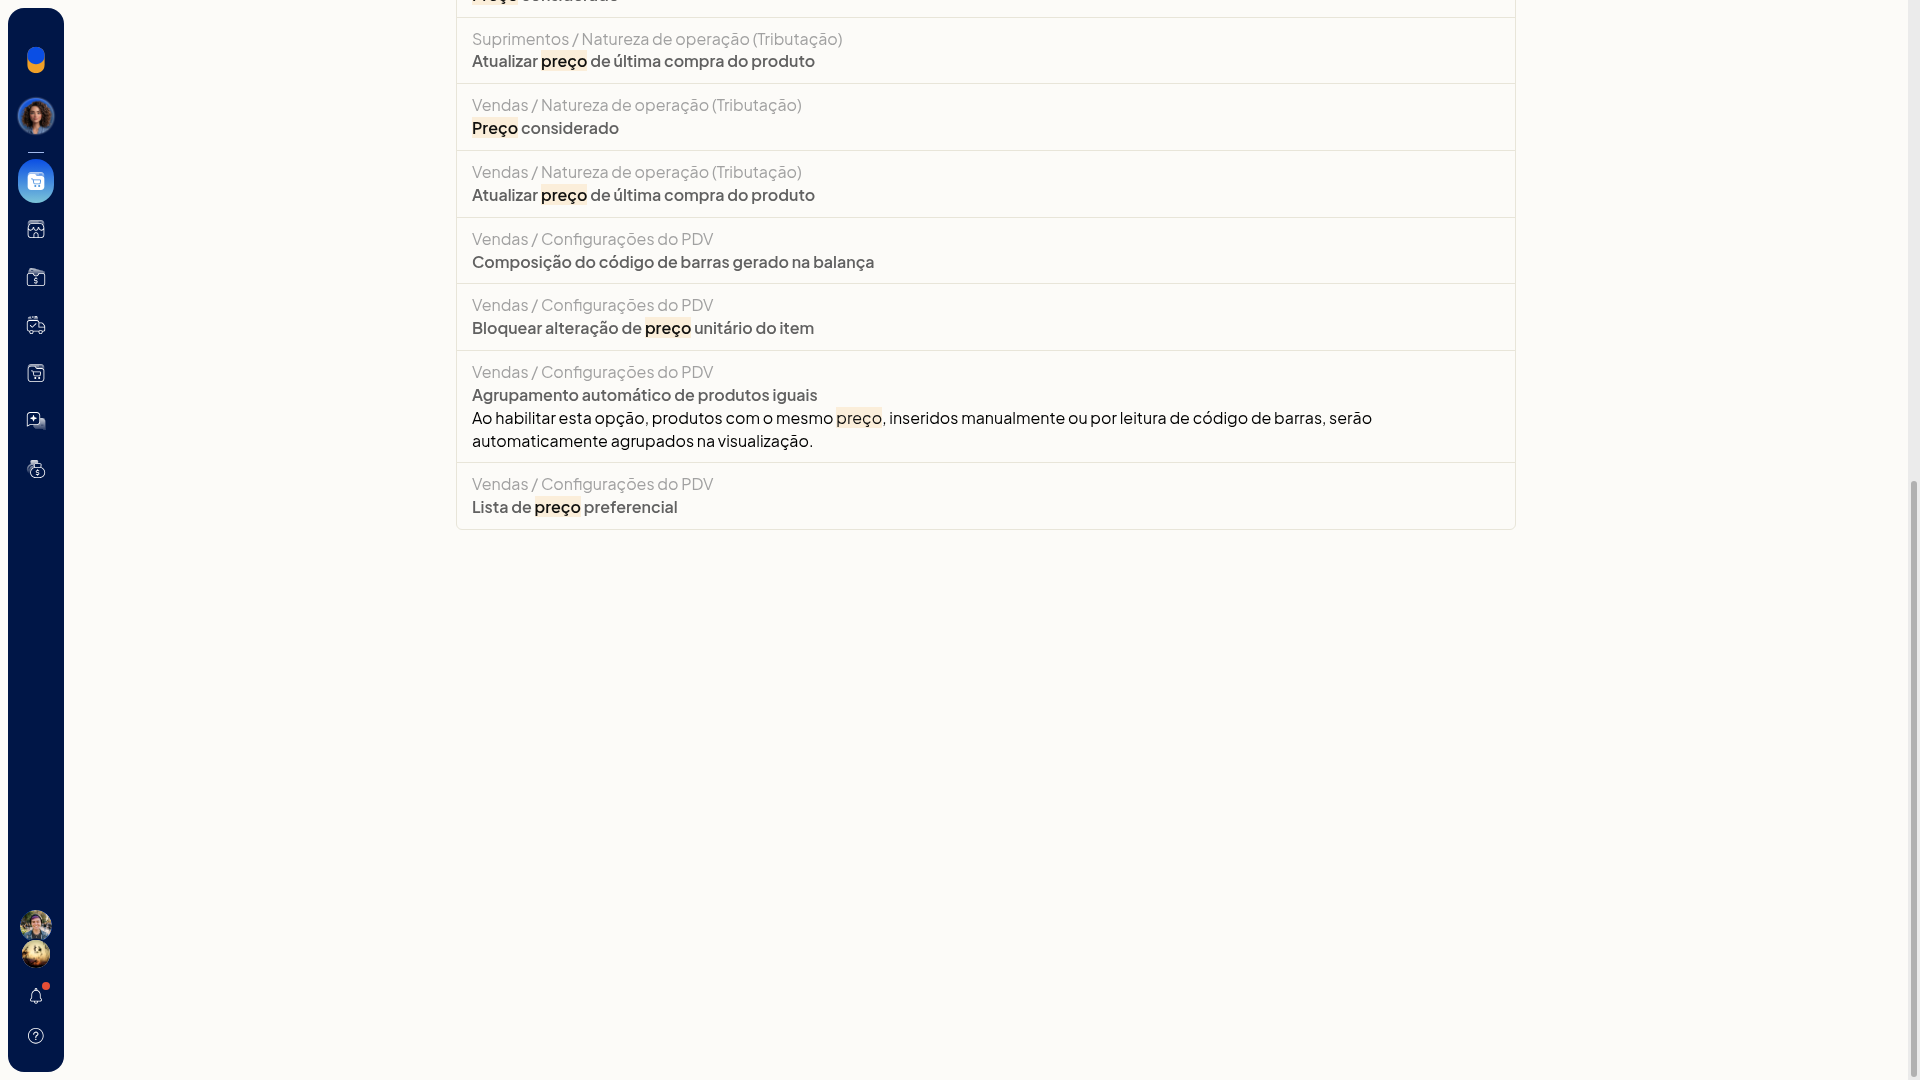 Preço considerado
Suprimentos / Natureza de operação (Tributação)
Atualizar preço de última compra do produto
Vendas / Natureza de operação (Tributação)
Preço considerado
Vendas / Natureza de operação (Tributação)
Atualizar preço de última compra do produto
Vendas / Configurações do PDV
Composição do código de barras gerado na balança
Vendas / Configurações do PDV
Bloquear alteração de preço unitário do item
Vendas / Configurações do PDV
Agrupamento automático de produtos iguais
Ao habilitar esta opção, produtos com o mesmo preço, inseridos manualmente ou por leitura de código de barras, serão
automaticamente agrupados na visualização.
Vendas / Configurações do PDV
Lista de preço preferencial